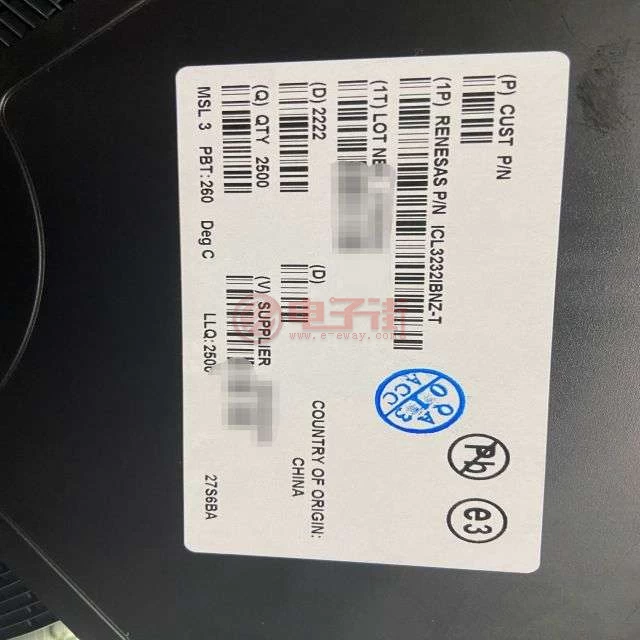 (P) CUST P/N
(1P) RENESAS P/N ICL3232IBNZ-T
(1T) LOT
(D) 2222
(D)
(Q) QTY 2500
(V) SUPPLIER
MSL 3 PBT:260 Deg C
LLQ:2500
COUNTRY OF ORIGIN:
CHINA
27S6BA
QA
ACC
Pb
e3
电子街
www.e-eway.com